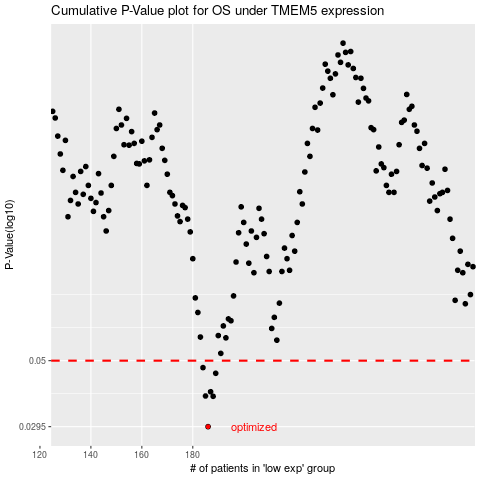 Cumulative P-Value plot for OS under TMEM5 expression
P-Value(log10)
0.05
0.0295
optimized
120 140 160 180
# of patients in 'low exp' group